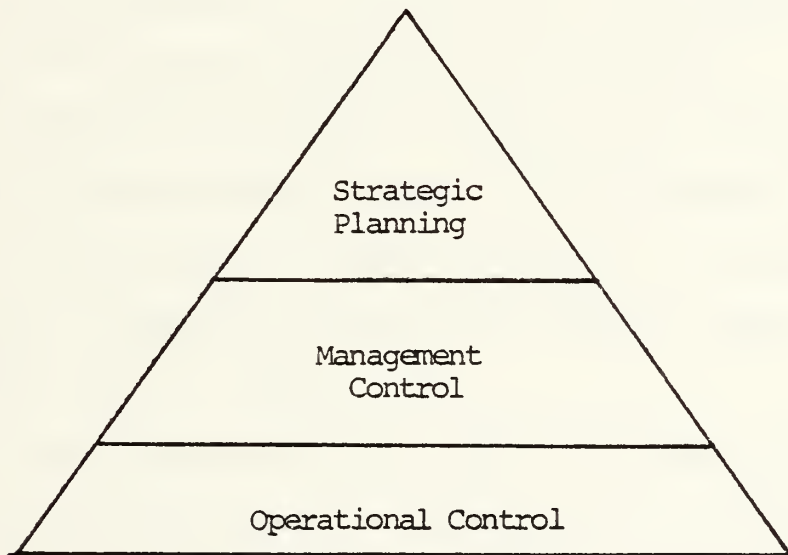 Strategic
Planning
Management
Control
Operational Control